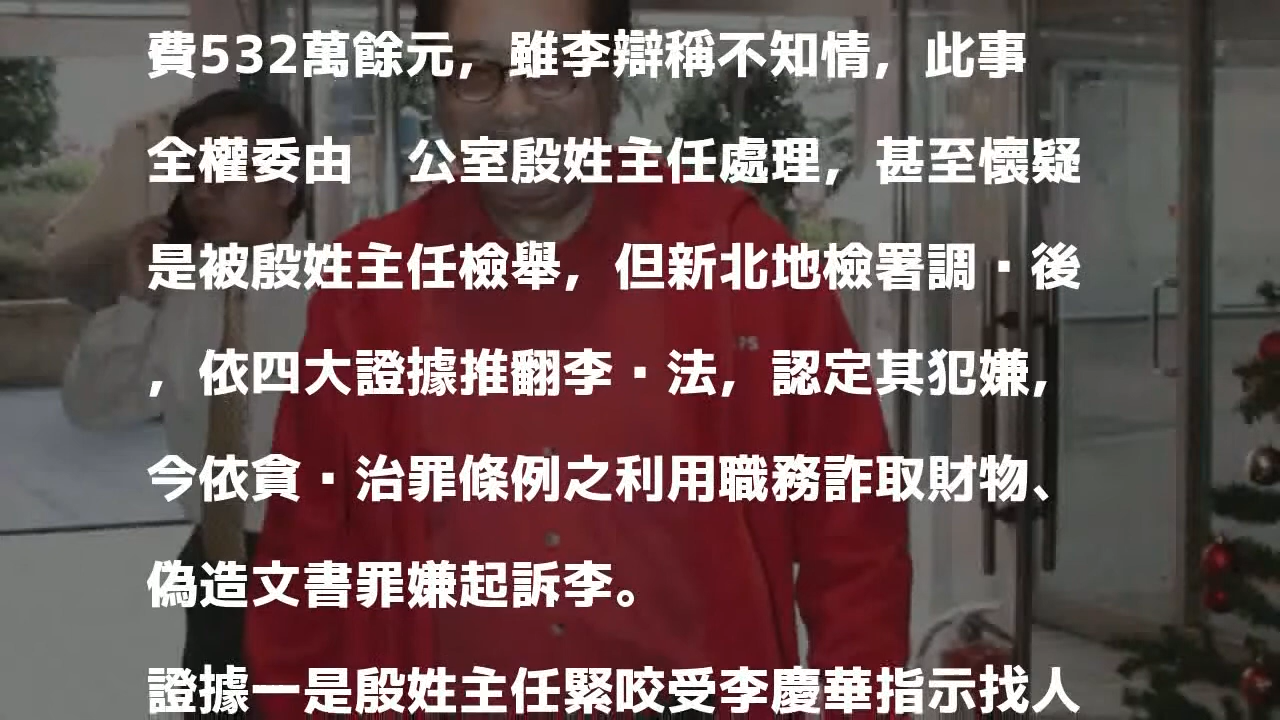 費532萬餘元，雖李辯稱不知情，此事
全權委由　公室殷姓主任處理，甚至懷疑
是被殷姓主任檢舉，但新北地檢署調·後
，依四大證據推翻李·法，認定其犯嫌，
今依貪·治罪條例之利用職務詐取財物、
偽造文書罪嫌起訴李。
證據一是殷姓主任緊咬受李慶華指示找人
PS